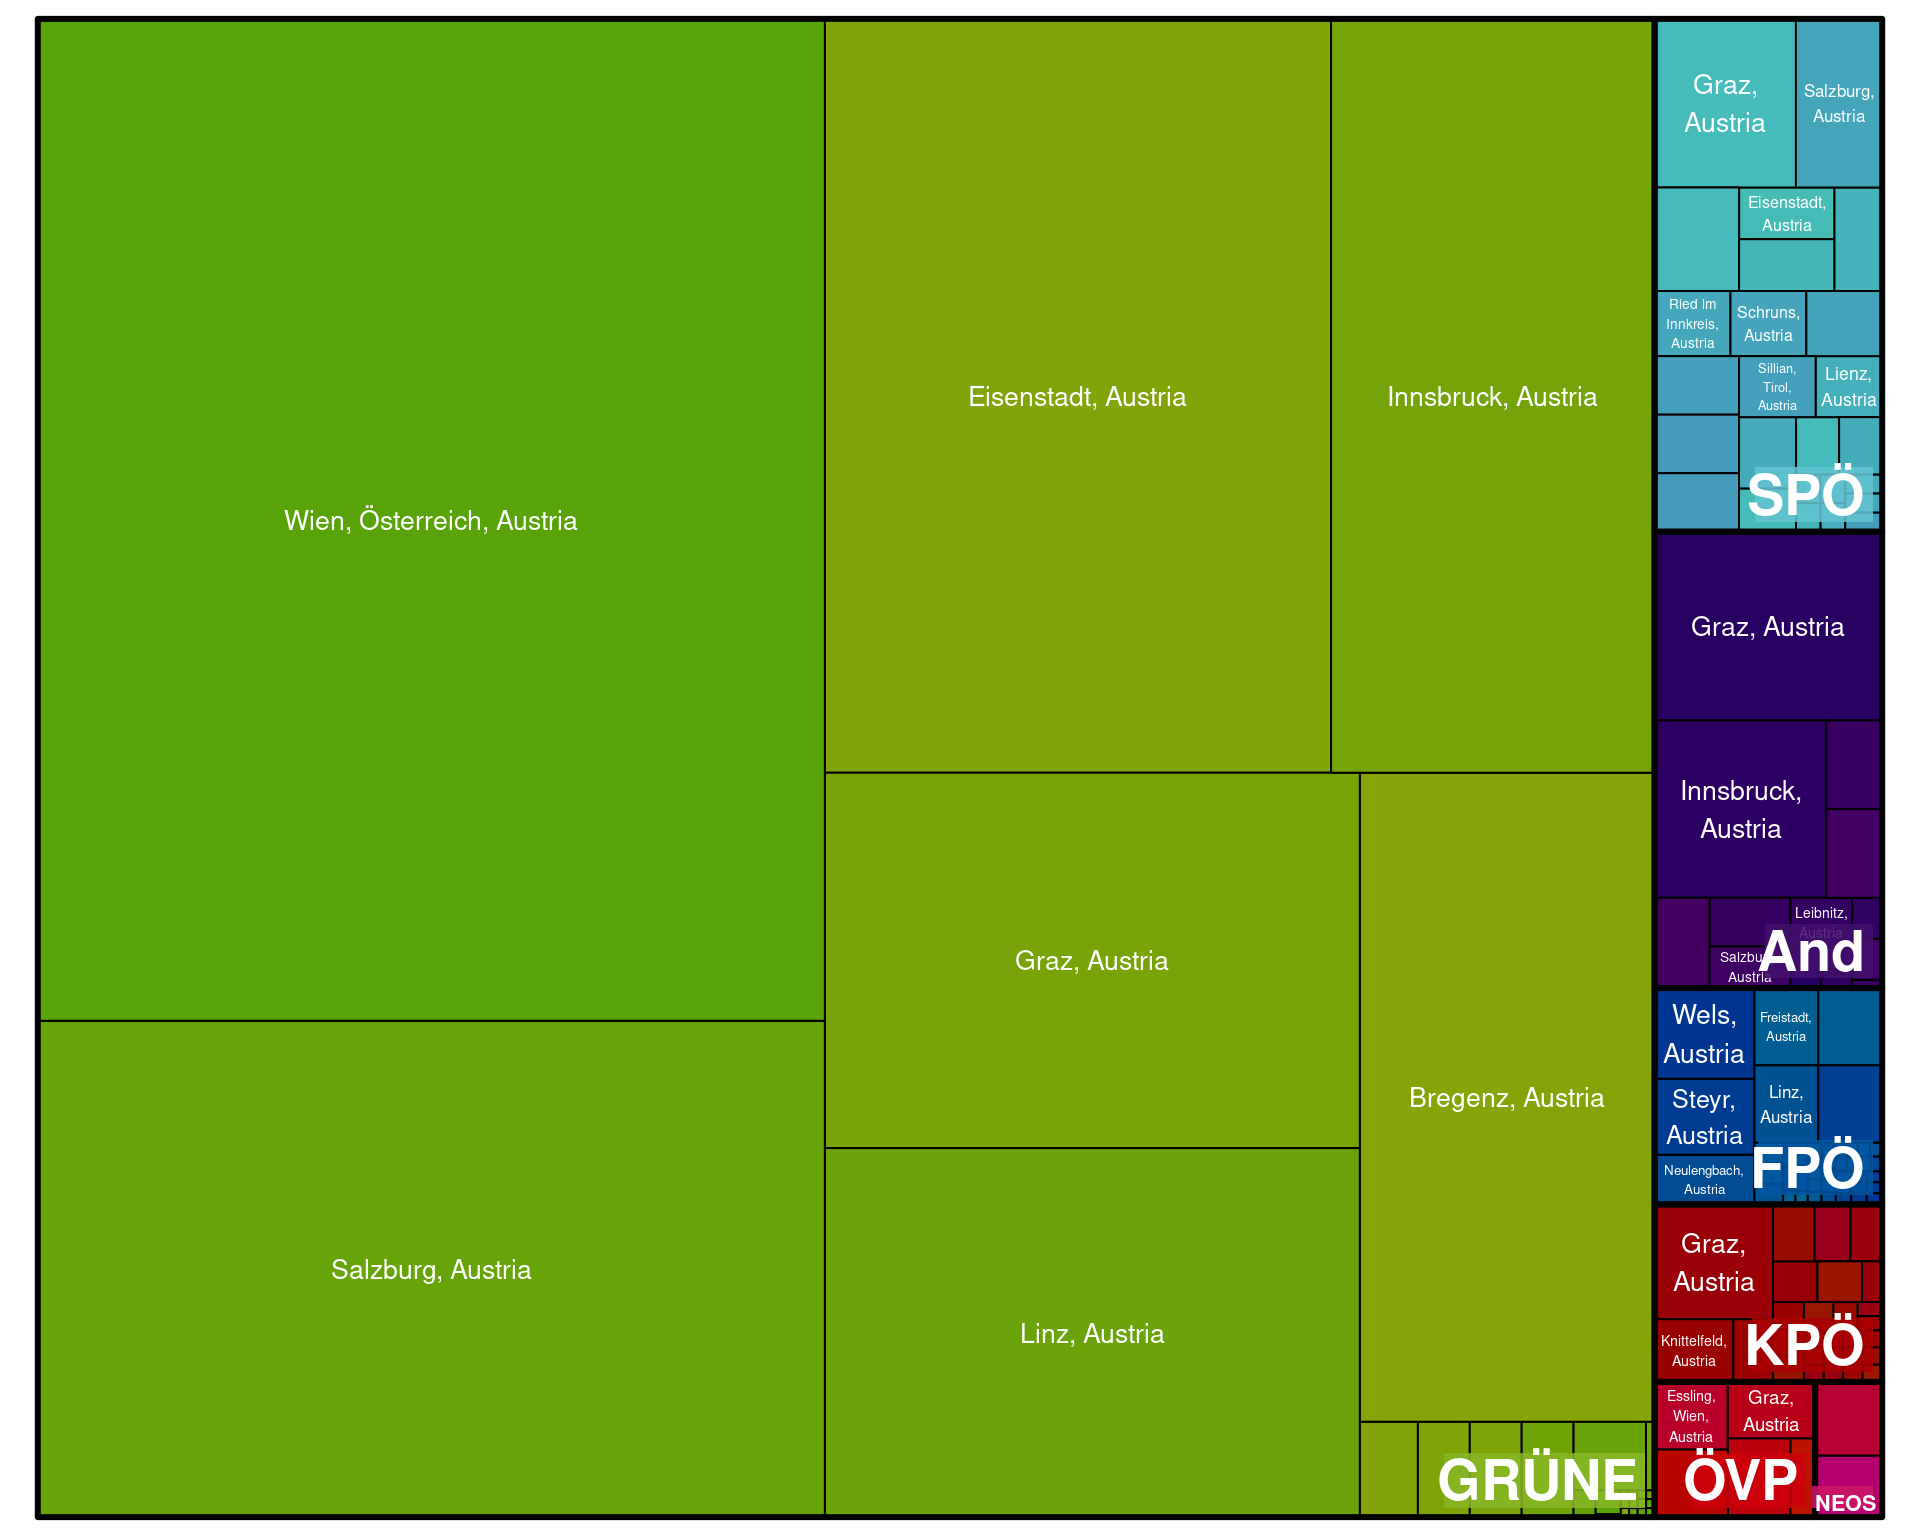 Wien, Österreich, Austria
Salzburg, Austria
Eisenstadt, Austria
Innsbruck, Austria
Graz, Austria
Linz, Austria
Bregenz, Austria
GRÜNE
Graz,
Austria
Salzburg,
Austria
Eisenstadt,
Austria
Ried im
Innkreis,
Austria
Schruns,
Austria
Sillian,
Tirol,
Austria
Lienz,
Austria
SPÖ
Graz, Austria
Innsbruck,
Austria
Leibnitz,
Austria
Salzbu
Austria
And
Wels,
Austria
Freistadt,
Austria
Steyr,
Austria
Linz,
Austria
Neulengbach,
Austria
FPÖ
Graz,
Austria
Knittelfeld,
Austria
KPÖ
Essling,
Wien,
Austria
Graz,
Austria
ÖVP
NEOS